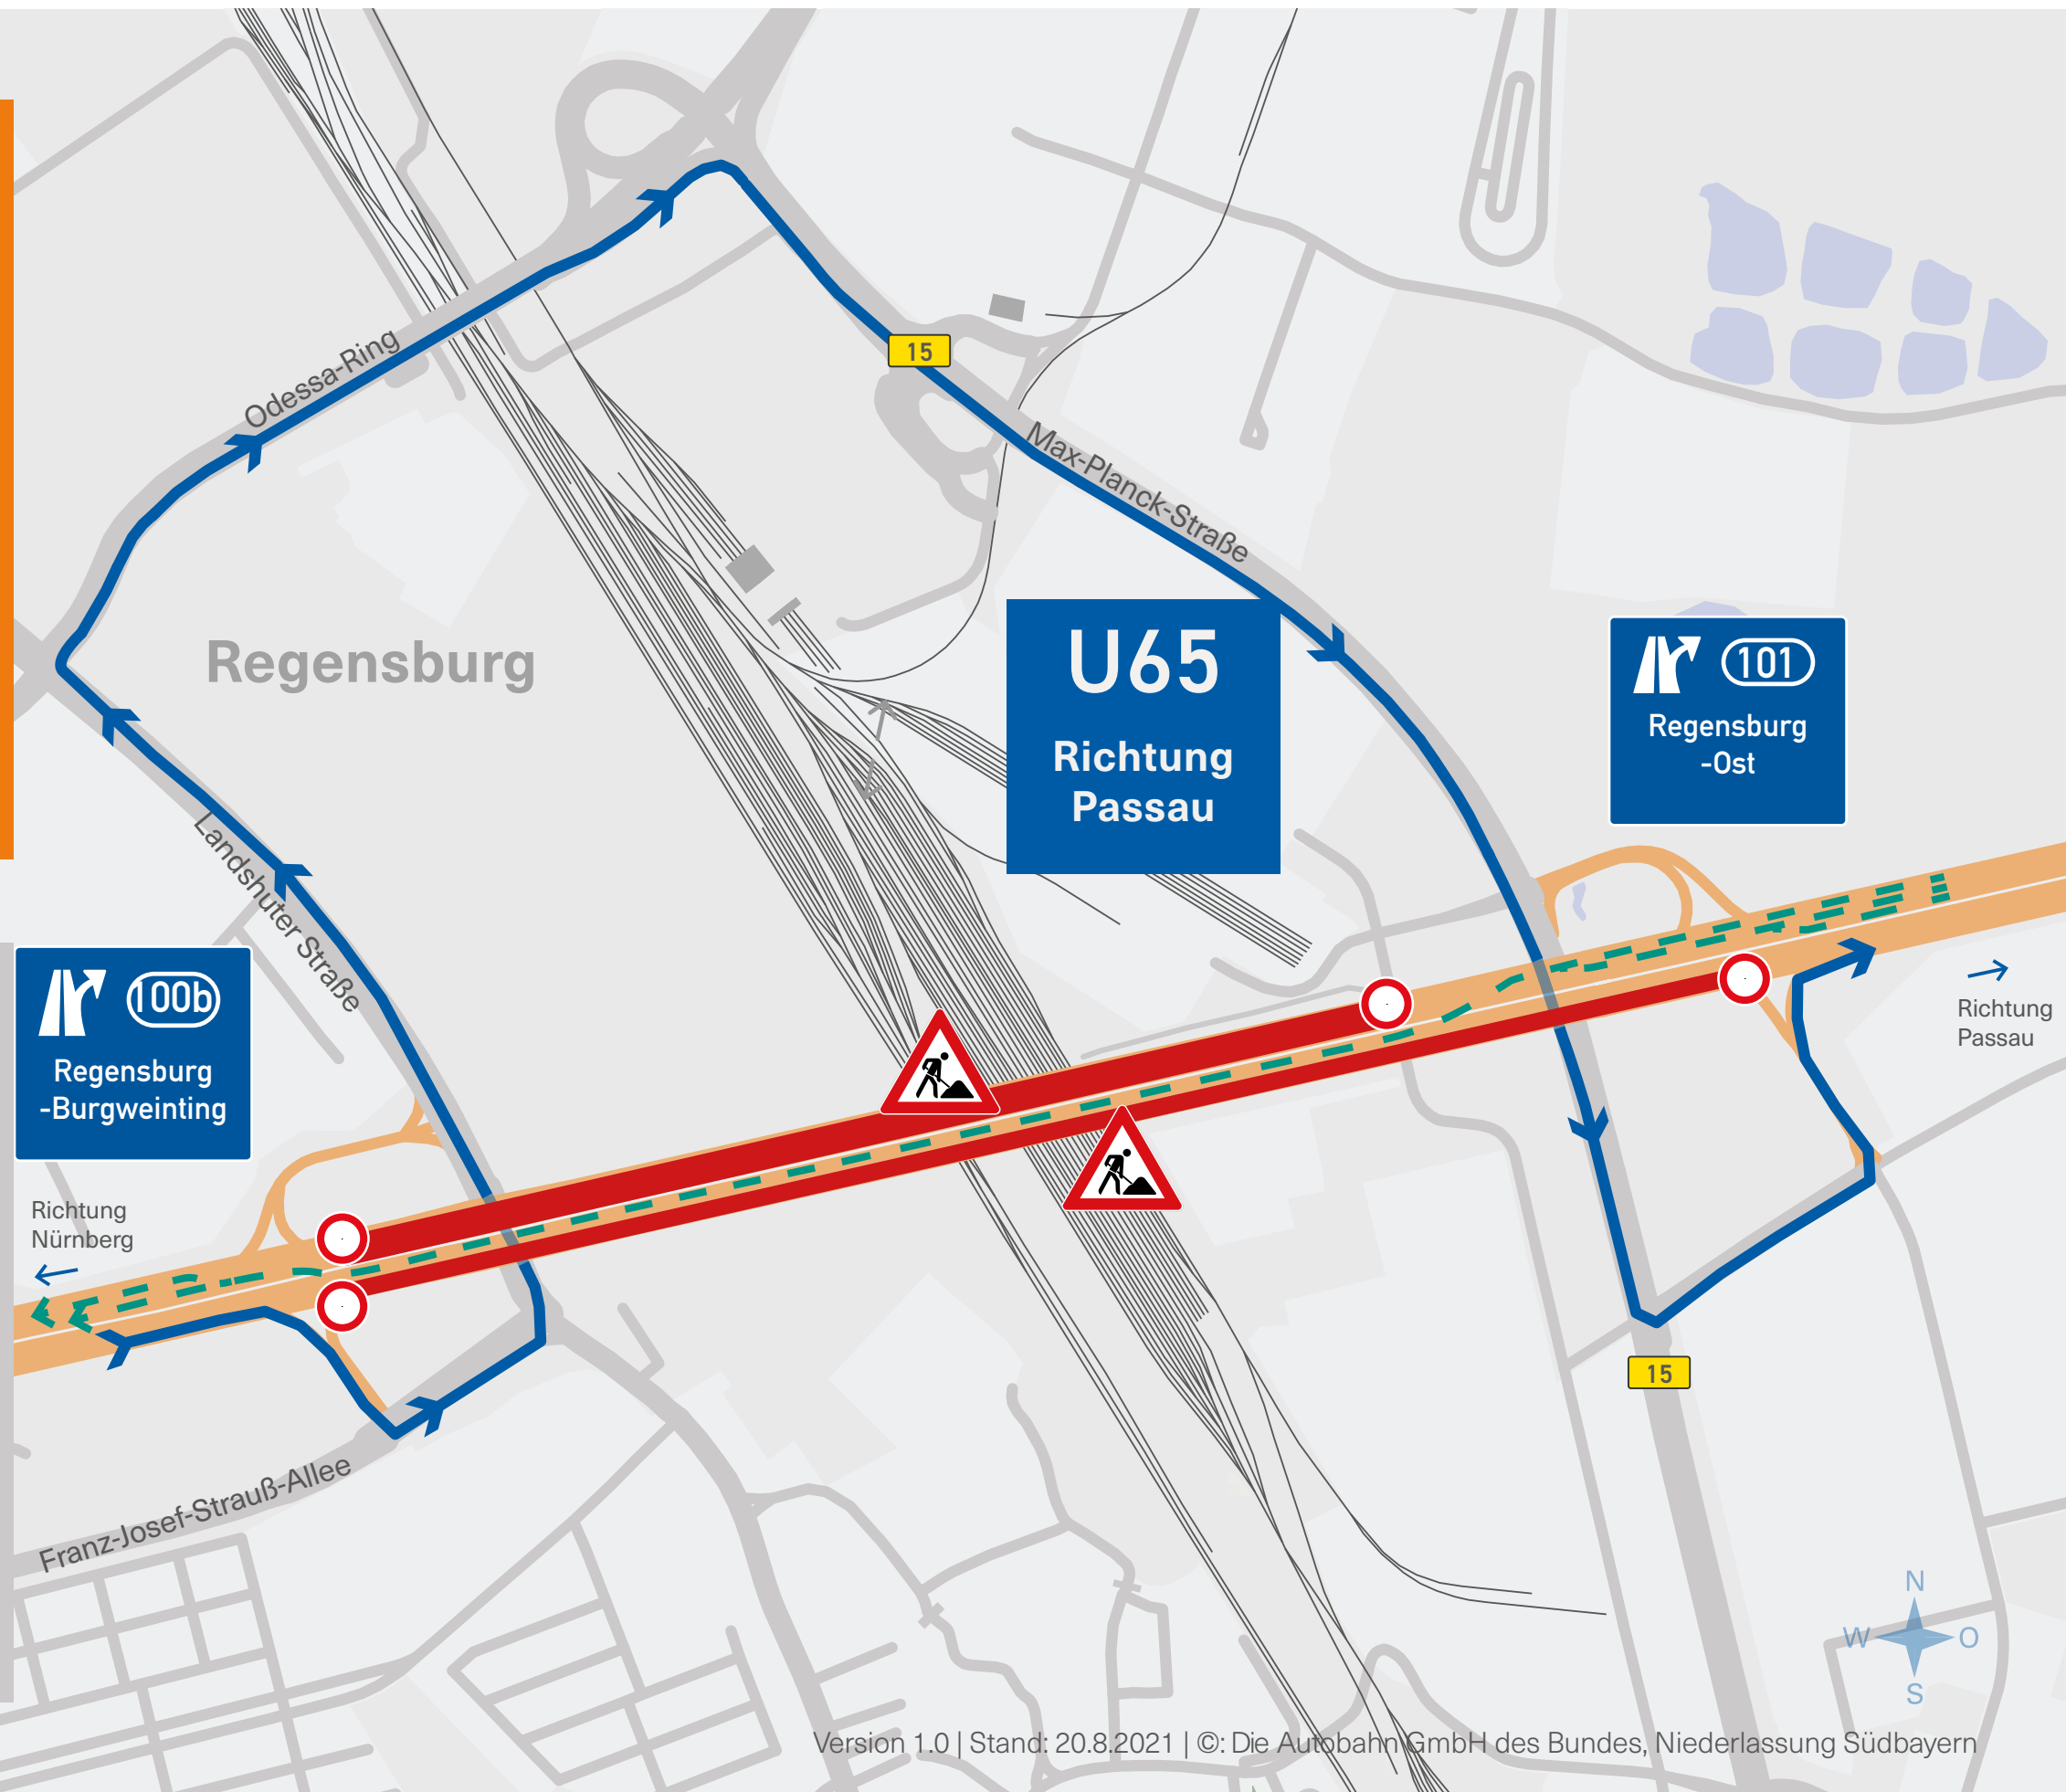 Odessa-Ring
15
Max-Planck-Straße
Regensburg
U65
Richtung
Passau
101
Regensburg
-Ost
Landshuter Straße
100b
Regensburg
-Burgweinting
Richtung
Passau
Richtung
Nürnberg
15
Franz-Josef-Strauß-Allee
N
W
O
S
Version 1.0 | Stand: 20.8.2021 | ©: Die Autobahn GmbH des Bundes, Niederlassung Südbayern